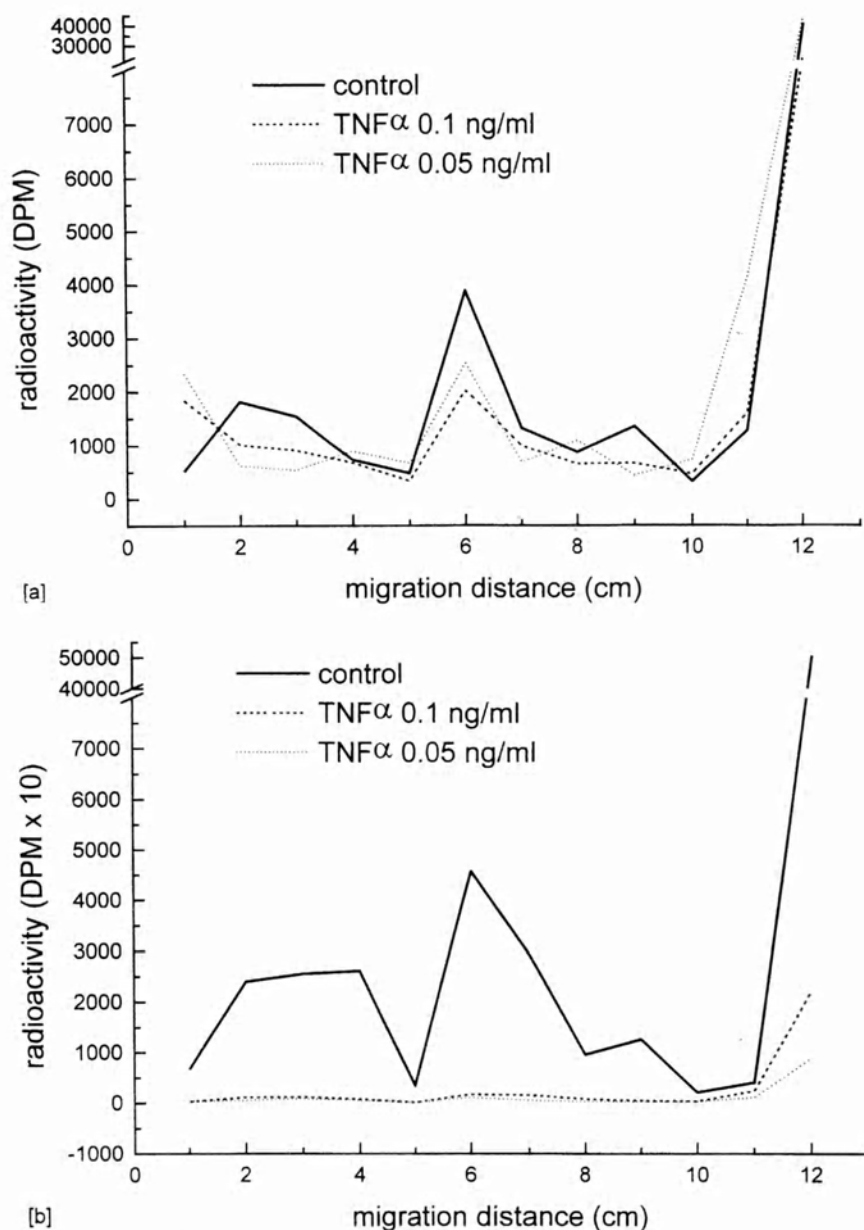 40000
30000
7000
6000
5000
4000
3000
2000
1000
0
radioactivity (DPM)
control
TNFα 0.1 ng/ml
TNFα 0.05 ng/ml
0 2 4 6 8 10 12
migration distance (cm)
[a]
50000
40000
7000
6000
5000
4000
3000
2000
1000
0
-1000
radioactivity (DPM x 10)
control
TNFα 0.1 ng/ml
TNFα 0.05 ng/ml
0 2 4 6 8 10 12
migration distance (cm)
[b]